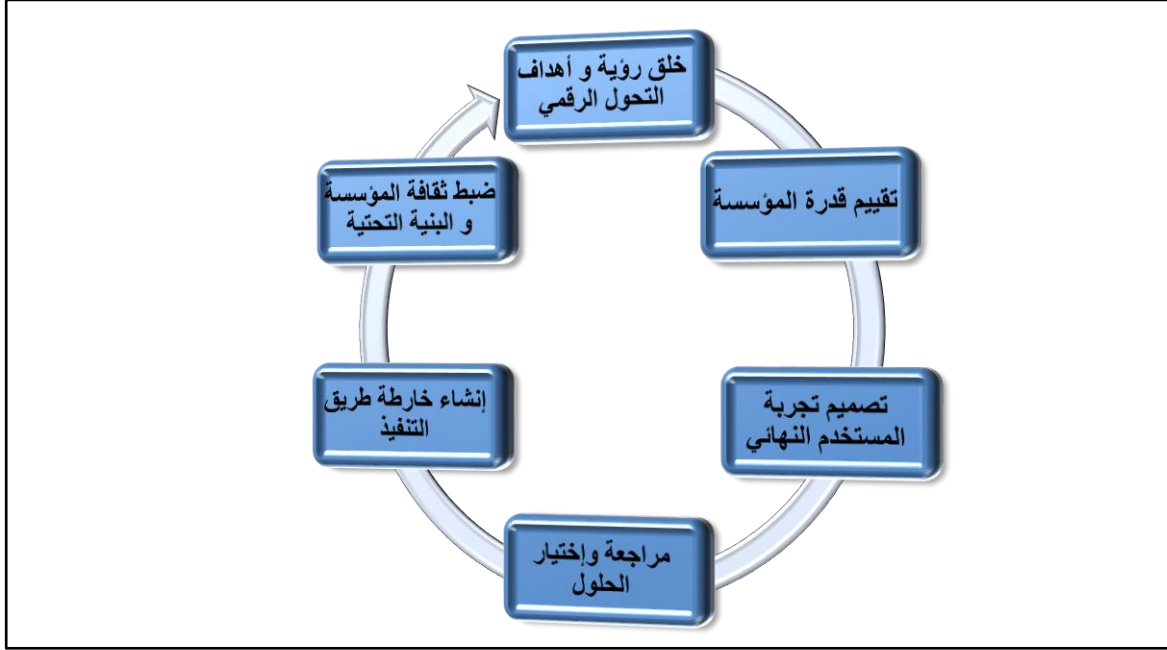 خلق رؤية و أهداف
التحول الرقمي
تقييم قدرة المؤسسة
تصميم تجربة
المستخدم النهائي
مراجعة وإختيار
الحلول
إنشاء خارطة طريق
التنفيذ
ضبط ثقافة المؤسسة
و البنية التحتية